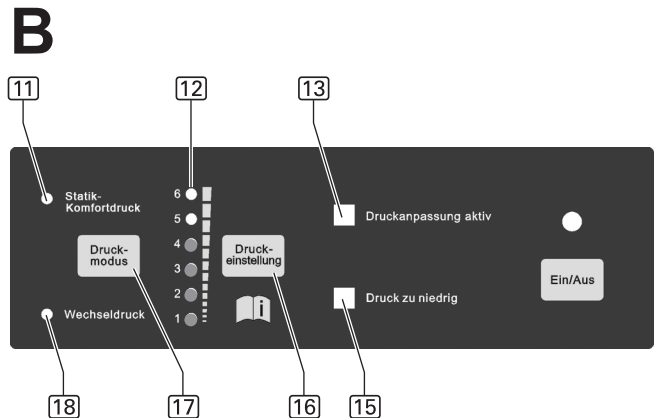 B
11
12
13
Statik-
Komfortdruck
6
5
4
3
2
1
Druck-
modus
Druck-
einstellung
Druckanpassung aktiv
Ein/Aus
Wechseldruck
i
Druck zu niedrig
18
17
16
15